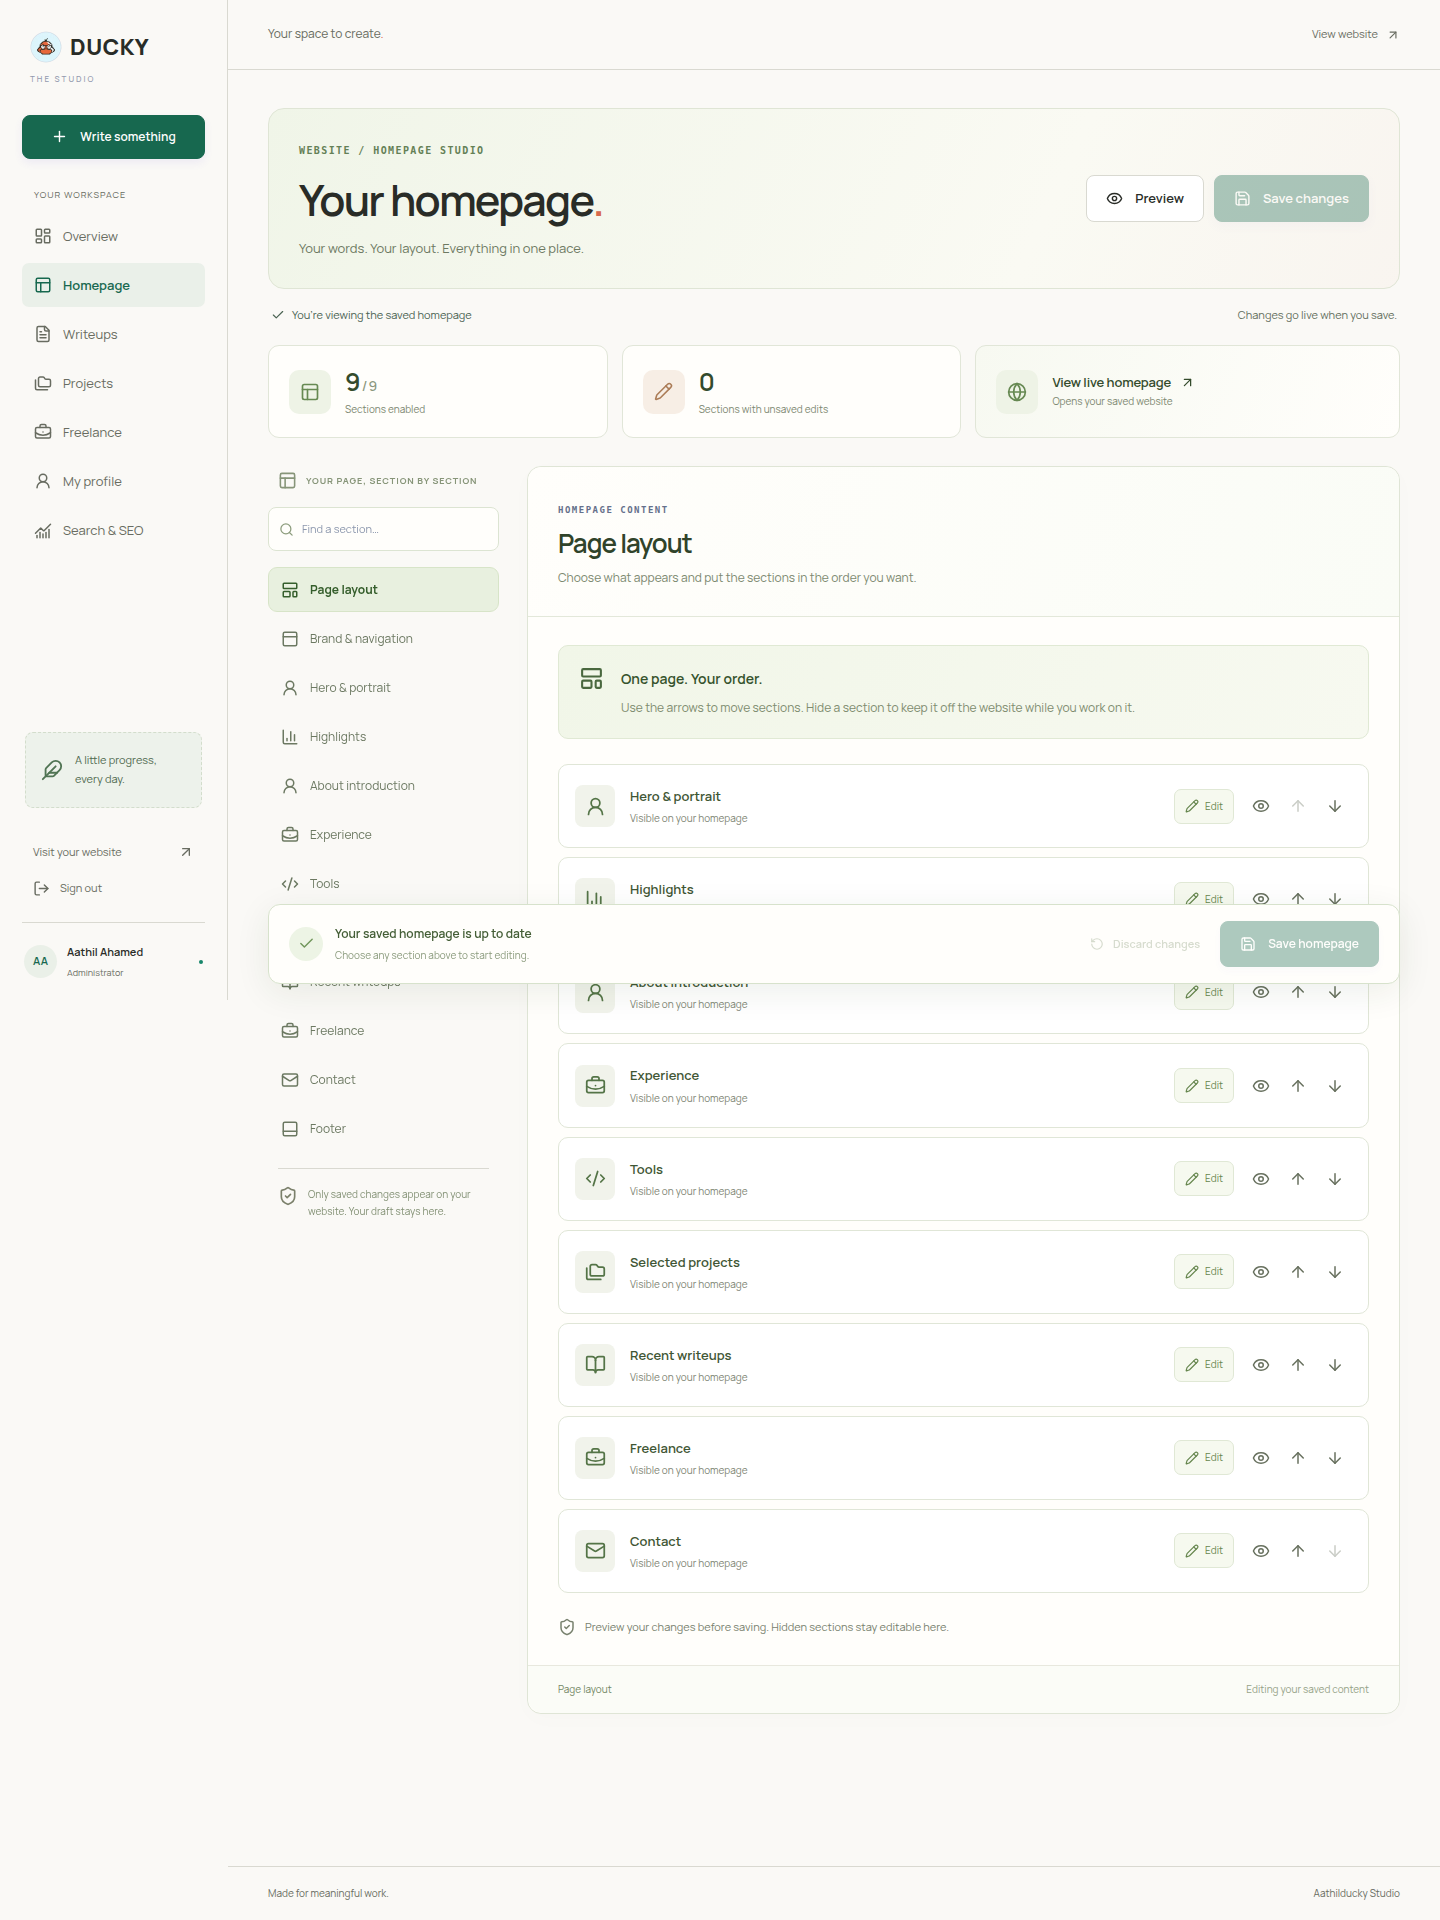 DUCKY
THE STUDIO
Write something
YOUR WORKSPACE
Overview
Homepage
Writeups
Projects
Freelance
My profile
Search & SEO
A little progress,
every day.
Visit your website
Sign out
AA
Aathil Ahamed
Administrator
Your space to create.
View website
WEBSITE / HOMEPAGE STUDIO
Your homepage.
Your words. Your layout. Everything in one place.
Preview
Save changes
You're viewing the saved homepage
Changes go live when you save.
9 / 9
Sections enabled
0
Sections with unsaved edits
View live homepage
Opens your saved website
YOUR PAGE, SECTION BY SECTION
Find a section...
Page layout
Brand & navigation
Hero & portrait
Highlights
About introduction
Experience
Tools
Recent writeups
Freelance
Contact
Footer
Only saved changes appear on your
website. Your draft stays here.
HOMEPAGE CONTENT
Page layout
Choose what appears and put the sections in the order you want.
One page. Your order.
Use the arrows to move sections. Hide a section to keep it off the website while you work on it.
Hero & portrait
Visible on your homepage
Edit
Highlights
Edit
Your saved homepage is up to date
Choose any section above to start editing.
Discard changes
Save homepage
About introduction
Visible on your homepage
Edit
Experience
Visible on your homepage
Edit
Tools
Visible on your homepage
Edit
Selected projects
Visible on your homepage
Edit
Recent writeups
Visible on your homepage
Edit
Freelance
Visible on your homepage
Edit
Contact
Visible on your homepage
Edit
Preview your changes before saving. Hidden sections stay editable here.
Page layout
Editing your saved content
Made for meaningful work.
Aathilducky Studio